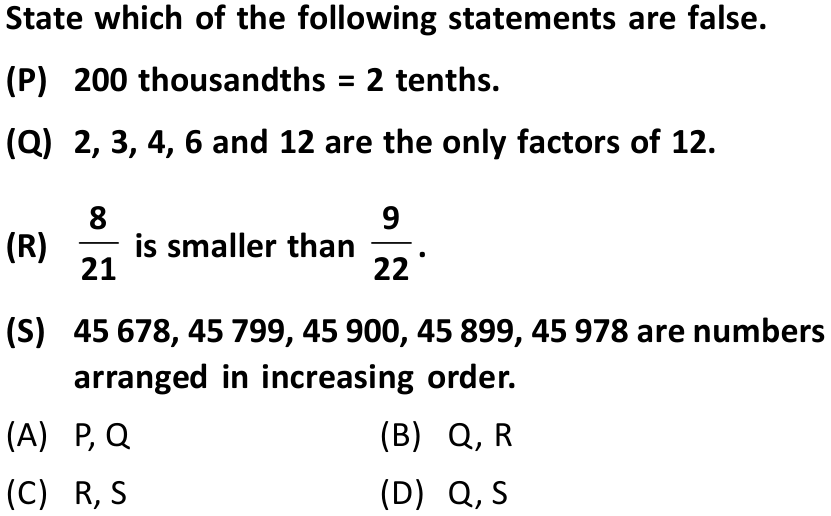 State which of the following statements are false.
(P) 200 thousandths = 2 tenths.
(Q) 2, 3, 4, 6 and 12 are the only factors of 12.
(R) 8/21 is smaller than 9/22.
(S) 45 678, 45 799, 45 900, 45 899, 45 978 are numbers
arranged in increasing order.
(A) P, Q (B) Q, R
(C) R, S (D) Q, S